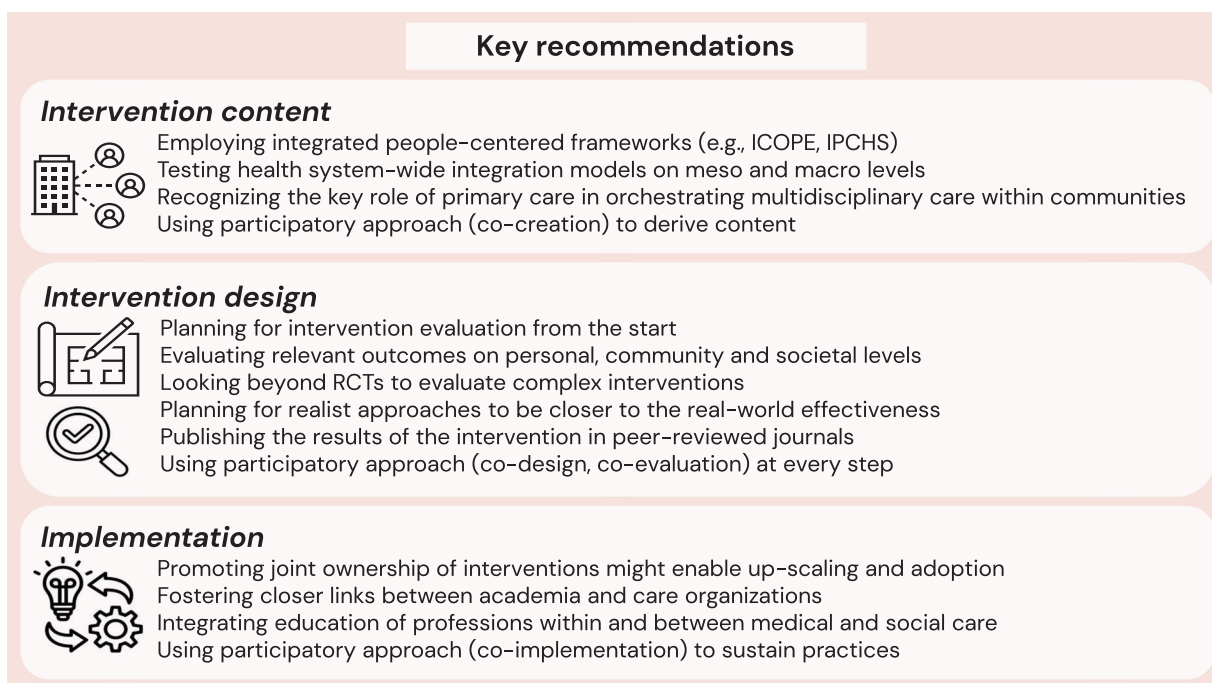 Key recommendations
Intervention content
Employing integrated people-centered frameworks (e.g., ICOPE, IPCHS)
Testing health system-wide integration models on meso and macro levels
Recognizing the key role of primary care in orchestrating multidisciplinary care within communities
Using participatory approach (co-creation) to derive content
Intervention design
Planning for intervention evaluation from the start
Evaluating relevant outcomes on personal, community and societal levels
Looking beyond RCTs to evaluate complex interventions
Planning for realist approaches to be closer to the real-world effectiveness
Publishing the results of the intervention in peer-reviewed journals
Using participatory approach (co-design, co-evaluation) at every step
Implementation
Promoting joint ownership of interventions might enable up-scaling and adoption
Fostering closer links between academia and care organizations
Integrating education of professions within and between medical and social care
Using participatory approach (co-implementation) to sustain practices